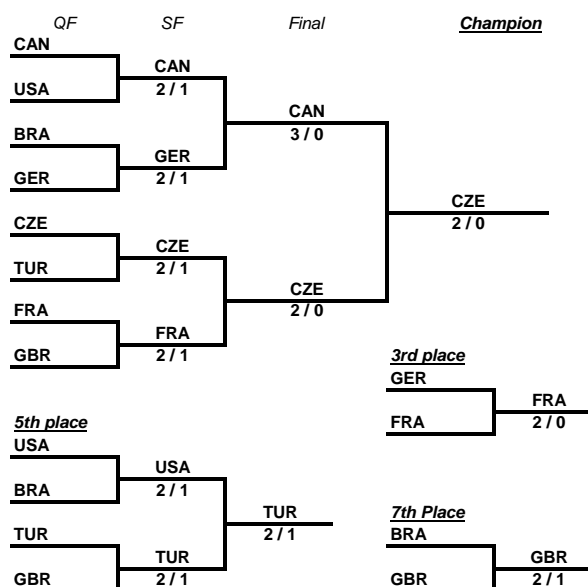 QF SF Final Champion
CAN
CAN
2 / 1
USA
CAN
3 / 0
BRA
GER
2 / 1
GER
CZE
2 / 0
CZE
CZE
2 / 1
TUR
CZE
2 / 0
FRA
FRA
2 / 1
GBR
3rd place
GER
FRA
2 / 0
FRA
5th place
USA
USA
2 / 1
BRA
TUR
2 / 1
TUR
TUR
2 / 1
GBR
7th Place
BRA
GBR
2 / 1
GBR